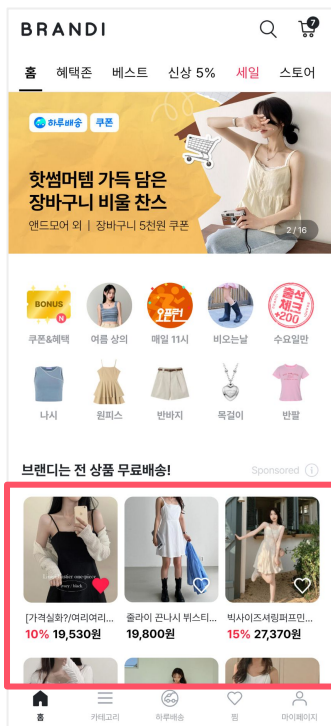 BRANDI
7
홈 혜택존 베스트 신상 5% 세일 스토어
하루배송 쿠폰
핫썸머템 가득 담은
장바구니 비울 찬스
앤드모어 외 | 장바구니 5천원 쿠폰
2 / 16
BONUS
N
오픈런
출석
체크
+200
쿠폰&혜택 여름 상의 매일 11시 비오는날 수요일만
나시 원피스 반바지 목걸이 반팔
브랜디는 전 상품 무료배송!
Sponsored
[가격실화?/여리여리... 줄라이 끈나시 뷔스티... 빅사이즈셔링퍼프민...
10% 19,530원 19,800원 15% 27,370원
홈 카테고리 하루배송 찜 마이페이지